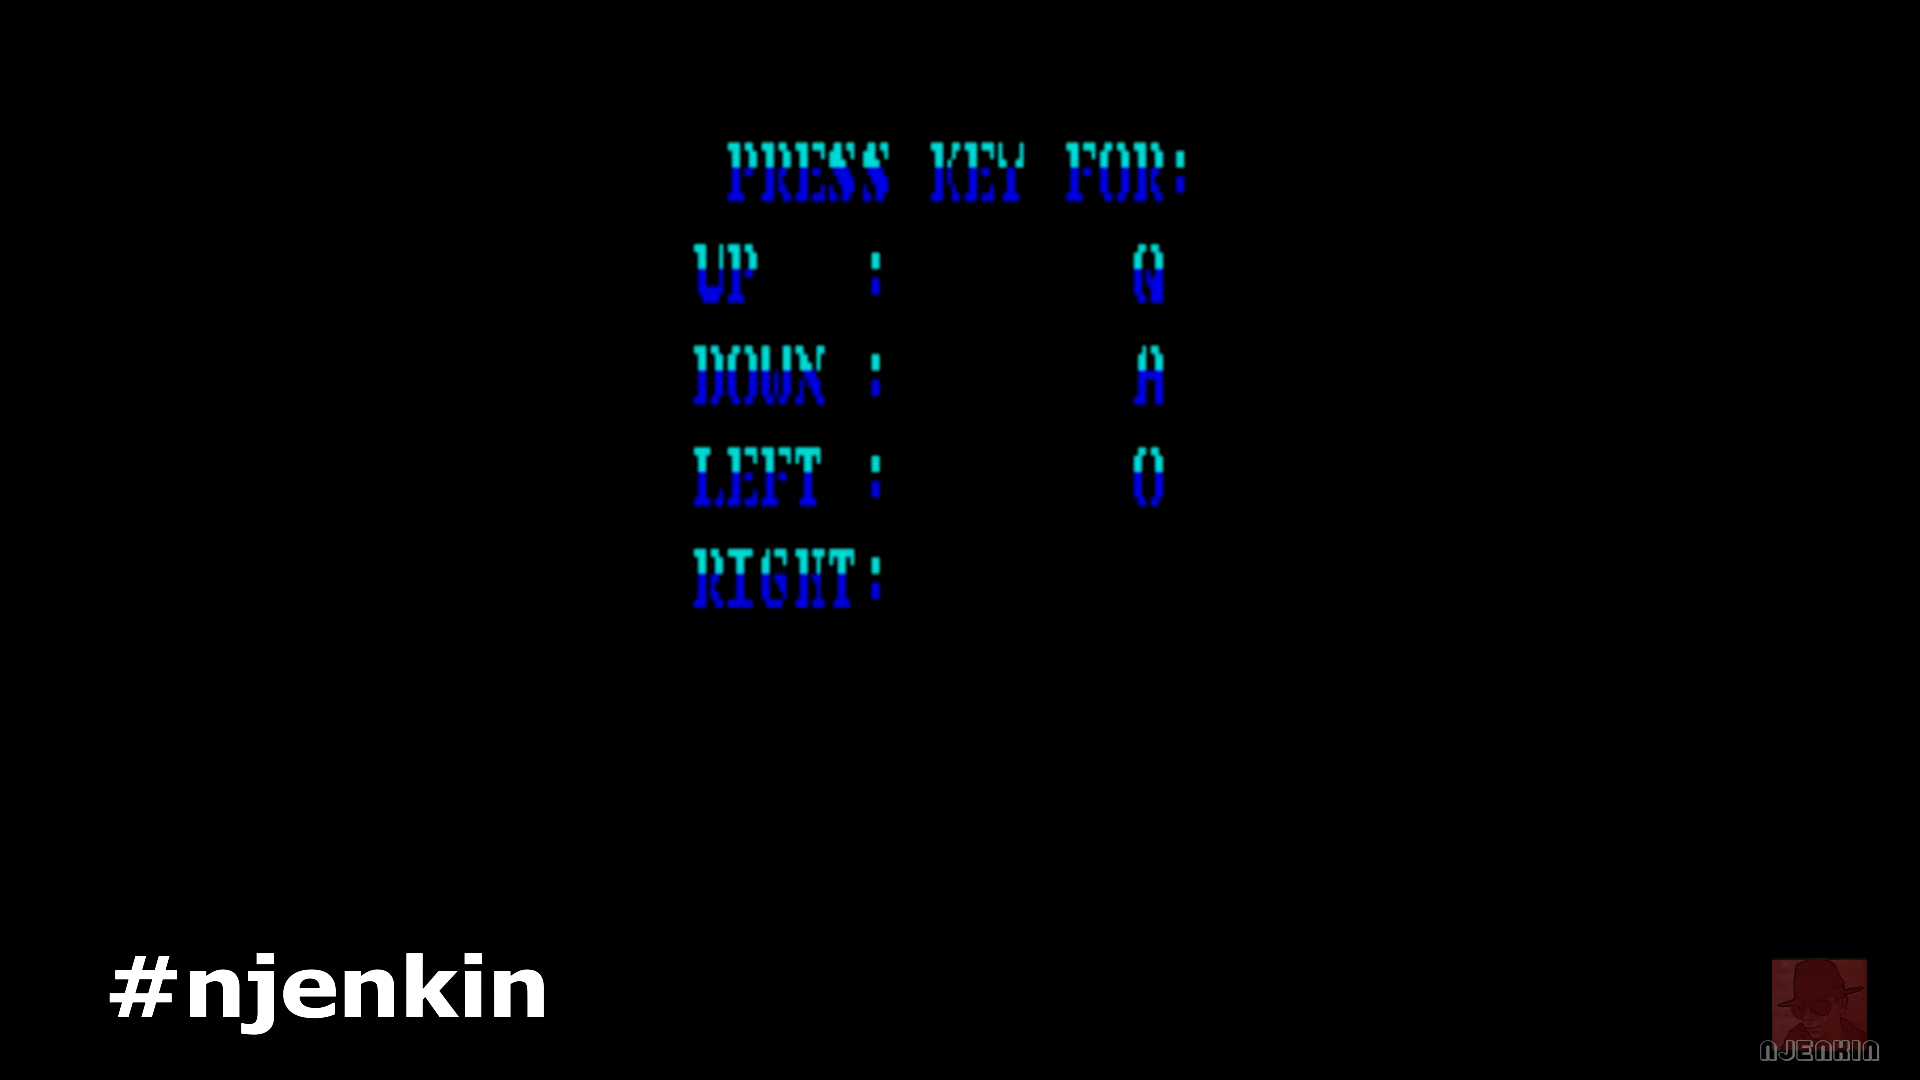 PRESS KEY FOR:
UP : Q
DOWN : A
LEFT : O
RIGHT:
#njenkin
NJENKIN